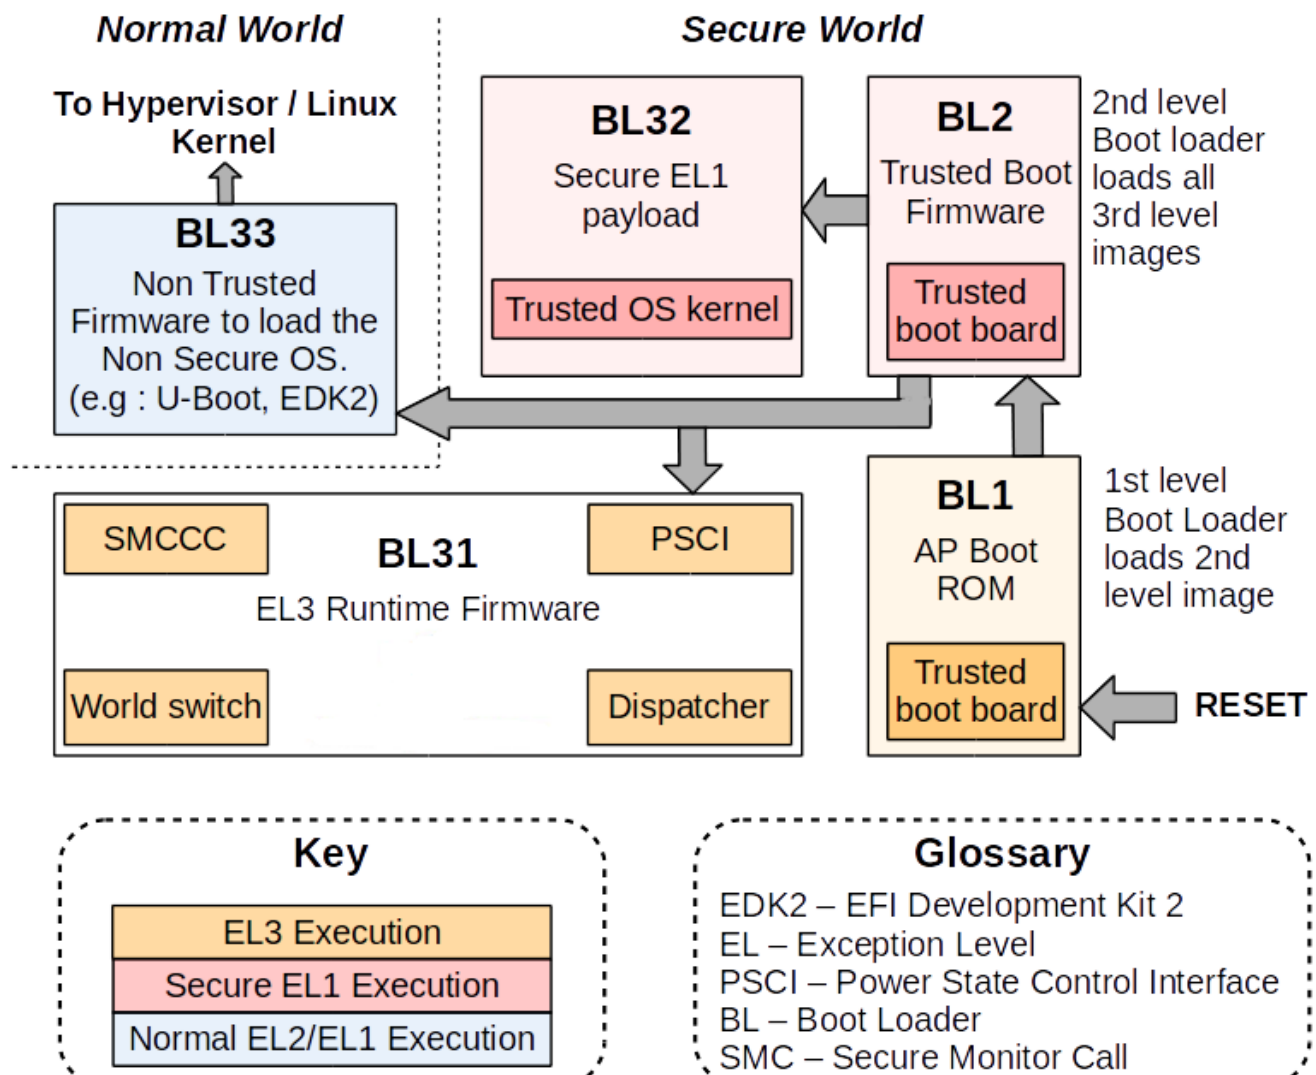 Normal World
Secure World
To Hypervisor / Linux
Kernel
BL33
Non Trusted
Firmware to load the
Non Secure OS.
(e.g : U-Boot, EDK2)
BL32
Secure EL1
payload
Trusted OS kernel
BL2
Trusted Boot
Firmware
Trusted
boot board
2nd level
Boot loader
loads all
3rd level
images
SMCCC
BL31
PSCI
EL3 Runtime Firmware
World switch
Dispatcher
BL1
AP Boot
ROM
Trusted
boot board
1st level
Boot Loader
loads 2nd
level image
RESET
Key
EL3 Execution
Secure EL1 Execution
Normal EL2/EL1 Execution
Glossary
EDK2 – EFI Development Kit 2
EL – Exception Level
PSCI – Power State Control Interface
BL – Boot Loader
SMC – Secure Monitor Call